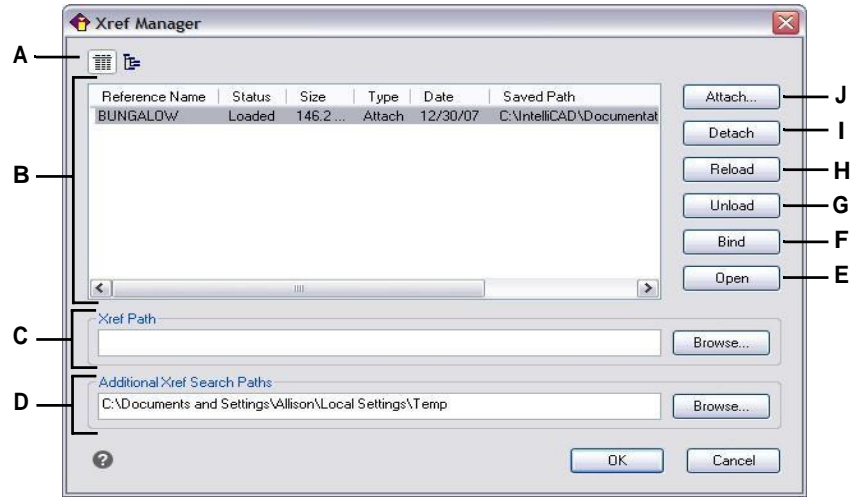 Xref Manager
A
B
C
D
Reference Name Status Size Type Date Saved Path
BUNGALOW Loaded 146.2... Attach 12/30/07 C:\IntelliCAD\Documentat
Attach... J
Detach I
Reload H
Unload G
Bind F
Open E
Xref Path
Browse...
Additional Xref Search Paths
C:\Documents and Settings\Allison\Local Settings\Temp
Browse...
?
OK
Cancel